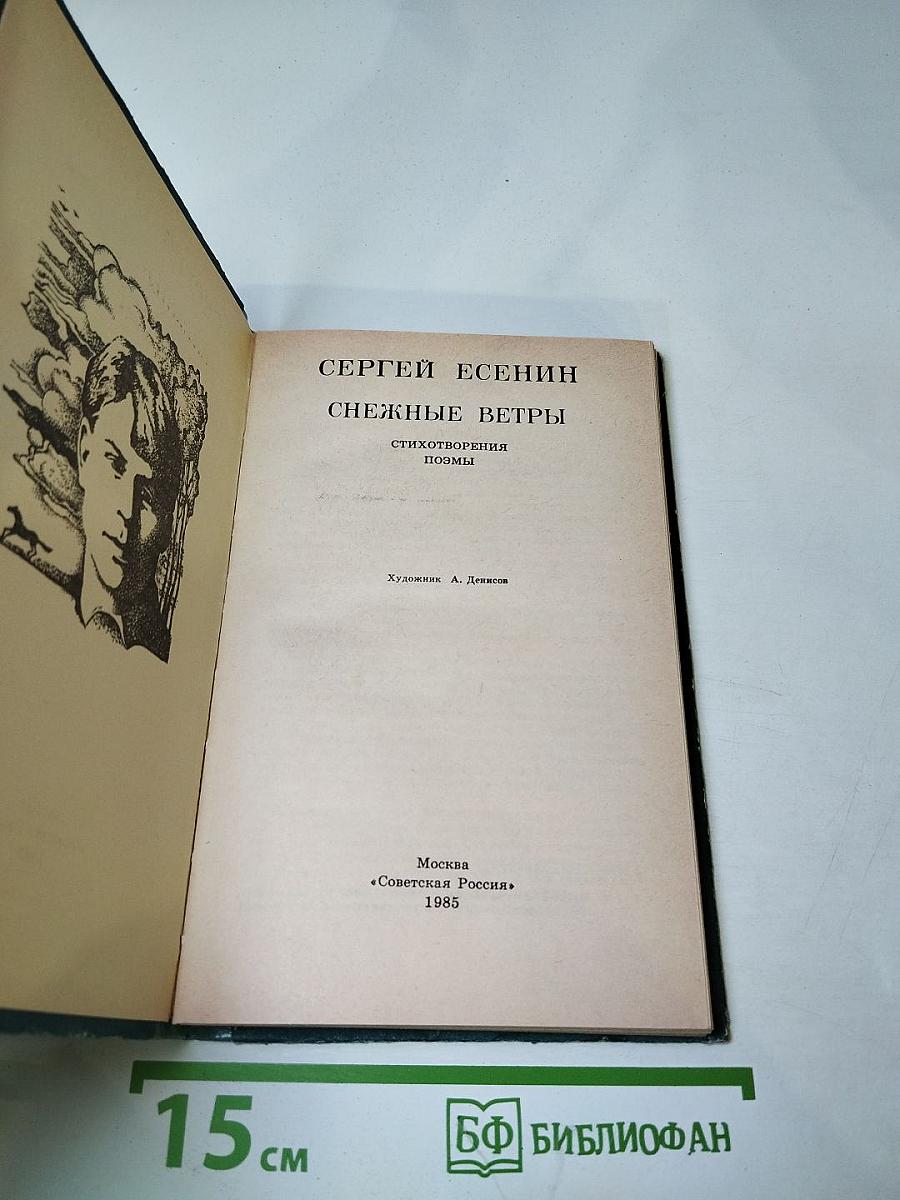 СЕРГЕЙ ЕСЕНИН
СНЕЖНЫЕ ВЕТРЫ
СТИХОТВОРЕНИЯ
ПОЭМЫ
Художник А. Денисов
Москва
«Советская Россия»
1985
15 см
БФ БИБЛИОФАН